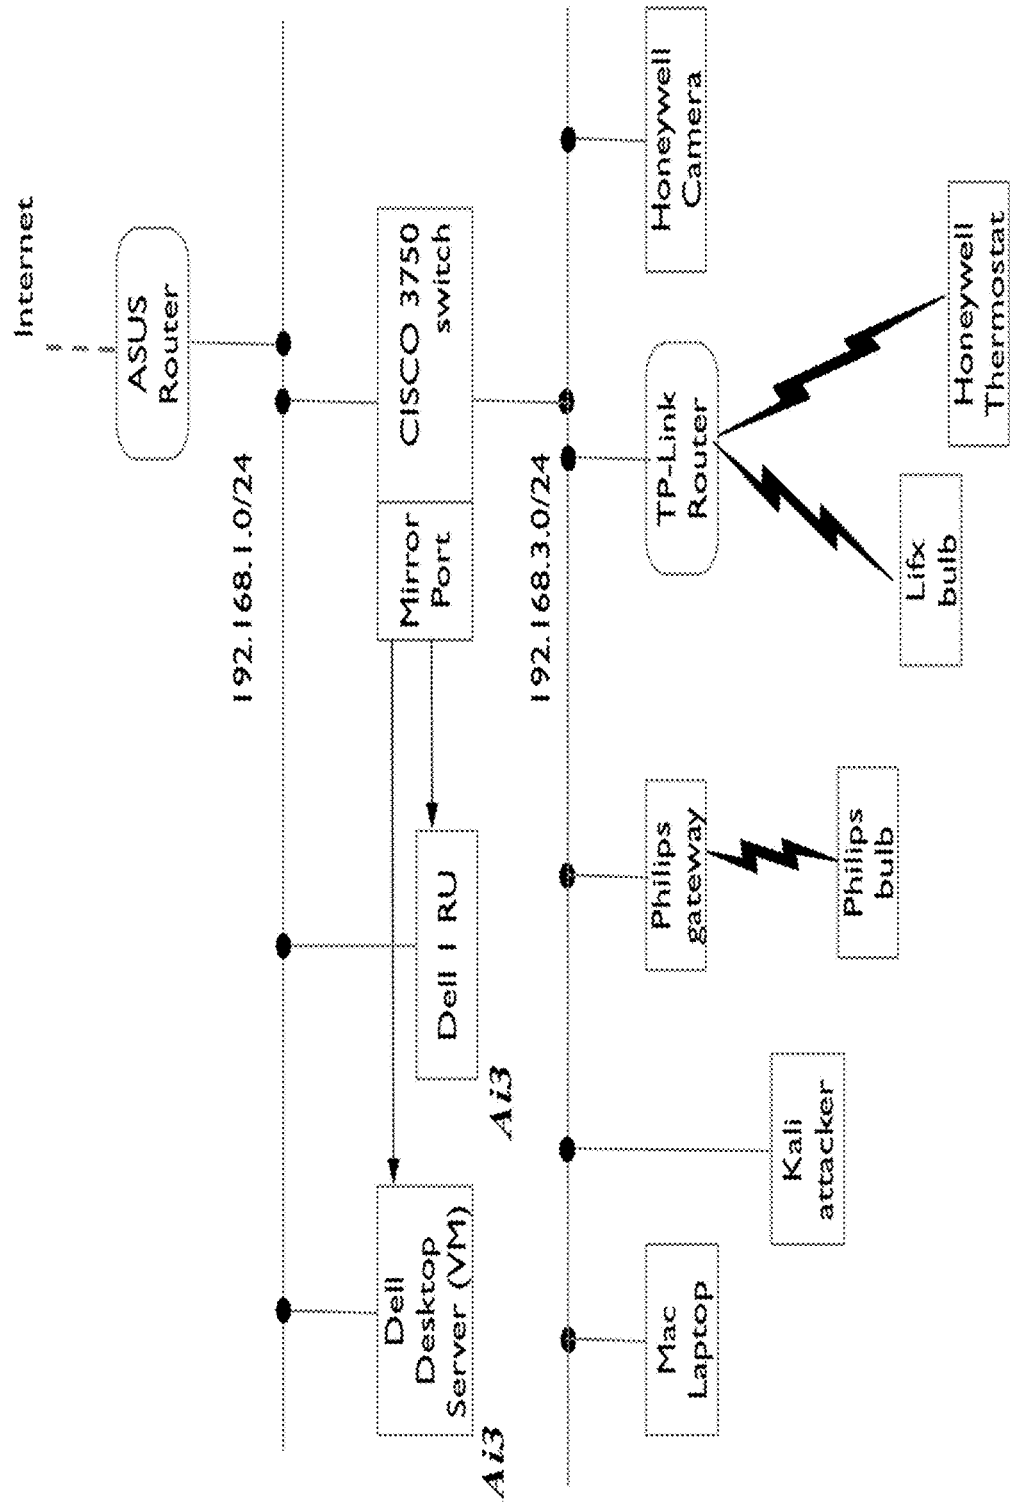 Internet
ASUS
Router
192.168.1.0/24
CISCO 3750
switch
Mirror
Port
Dell 1 RU
Ai3
Dell
Desktop
Server (VM)
Ai3
192.168.3.0/24
Mac
Laptop
Kali
attacker
Philips
gateway
Philips
bulb
TP-Link
Router
Lifx
bulb
Honeywell
Thermostat
Honeywell
Camera